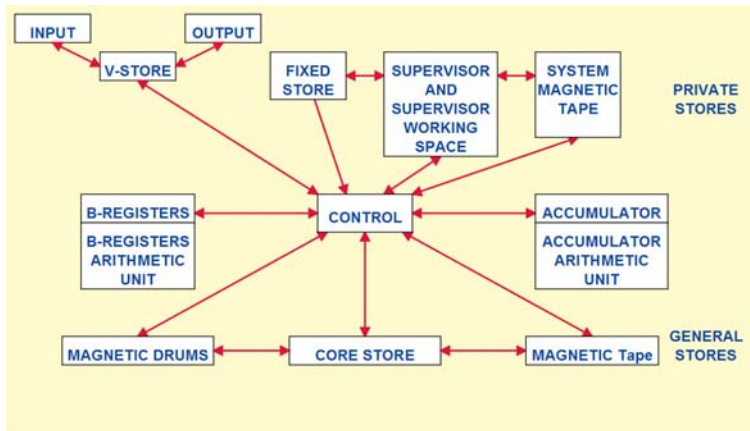 INPUT
OUTPUT
V-STORE
FIXED
STORE
SUPERVISOR
AND
SUPERVISOR
WORKING
SPACE
SYSTEM
MAGNETIC
TAPE
PRIVATE
STORES
B-REGISTERS
B-REGISTERS
ARITHMETIC
UNIT
CONTROL
ACCUMULATOR
ACCUMULATOR
ARITHMETIC
UNIT
MAGNETIC DRUMS
CORE STORE
MAGNETIC Tape
GENERAL
STORES